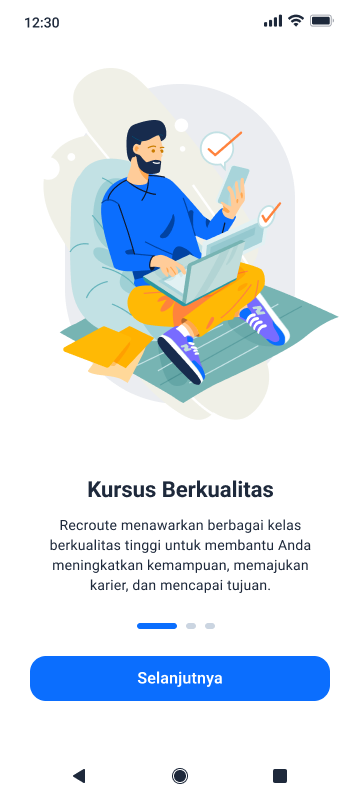 12:30
Kursus Berkualitas
Recroute menawarkan berbagai kelas
berkualitas tinggi untuk membantu Anda
meningkatkan kemampuan, memajukan
karier, dan mencapai tujuan.
Selanjutnya